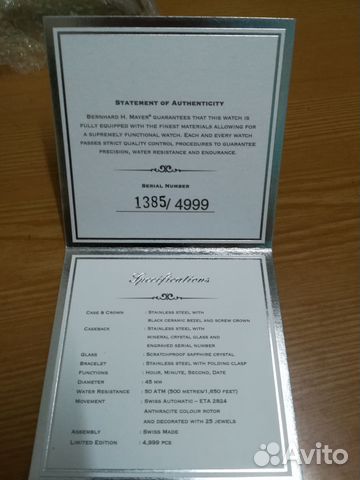 STATEMENT OF AUTHENTICITY
BERNHARD H. MAYER® GUARANTEES THAT THIS WATCH IS
FULLY EQUIPPED WITH THE FINEST MATERIALS ALLOWING FOR
A SUPREMELY FUNCTIONAL WATCH. EACH AND EVERY WATCH
PASSES STRICT QUALITY CONTROL PROCEDURES TO GUARANTEE
PRECISION, WATER RESISTANCE AND ENDURANCE.
SERIAL NUMBER
1385/4999
Specifications
CASE & CROWN : STAINLESS STEEL WITH
BLACK CERAMIC BEZEL AND SCREW CROWN
CASEBACK : STAINLESS STEEL WITH
MINERAL CRYSTAL GLASS AND
ENGRAVED SERIAL NUMBER
GLASS : SCRATCHPROOF SAPPHIRE CRYSTAL
BRACELET : STAINLESS STEEL WITH FOLDING CLASP
FUNCTIONS : HOUR, MINUTE, SECOND, DATE
DIAMETER : 45 MM
WATER RESISTANCE : 50 ATM (500 METRES/1,650 FEET)
MOVEMENT : SWISS AUTOMATIC – ETA 2824
ANTHRACITE COLOUR ROTOR
AND DECORATED WITH 25 JEWELS
ASSEMBLY : SWISS MADE
LIMITED EDITION : 4,999 PCS
Avito